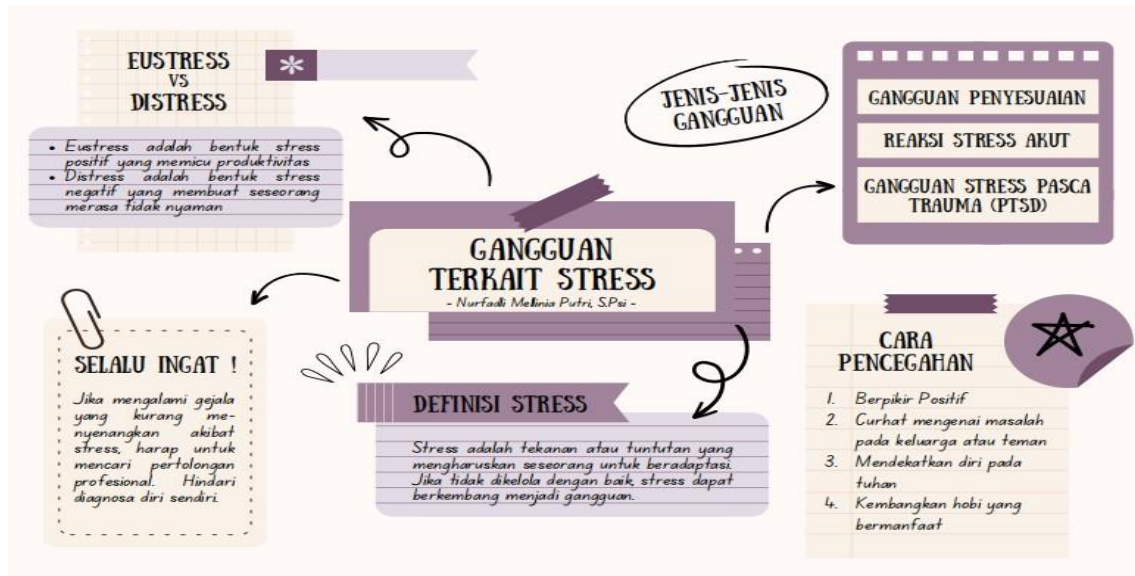 EUSTRESS
VS
DISTRESS
• Eustress adalah bentuk stress
positif yang memicu produktivitas
• Distress adalah bentuk stress
negatif yang membuat seseorang
merasa tidak nyaman
JENIS-JENIS
GANGGUAN
GANGGUAN PENYESUAIAN
REAKSI STRESS AKUT
GANGGUAN STRESS PASCA
TRAUMA (PTSD)
GANGGUAN
TERKAIT STRESS
- Nurfadli Mellinia Putri, S.Psi -
SELALU INGAT !
Jika mengalami gejala
yang kurang me-
nyenangkan akibat
stress, harap untuk
mencari pertolongan
profesional. Hindari
diagnosa diri sendiri.
DEFINISI STRESS
Stress adalah tekanan atau tuntutan yang
mengharuskan seseorang untuk beradaptasi.
Jika tidak dikelola dengan baik, stress dapat
berkembang menjadi gangguan.
CARA
PENCEGAHAN
1. Berpikir Positif
2. Curhat mengenai masalah
pada keluarga atau teman
3. Mendekatkan diri pada
tuhan
4. Kembangkan hobi yang
bermanfaat